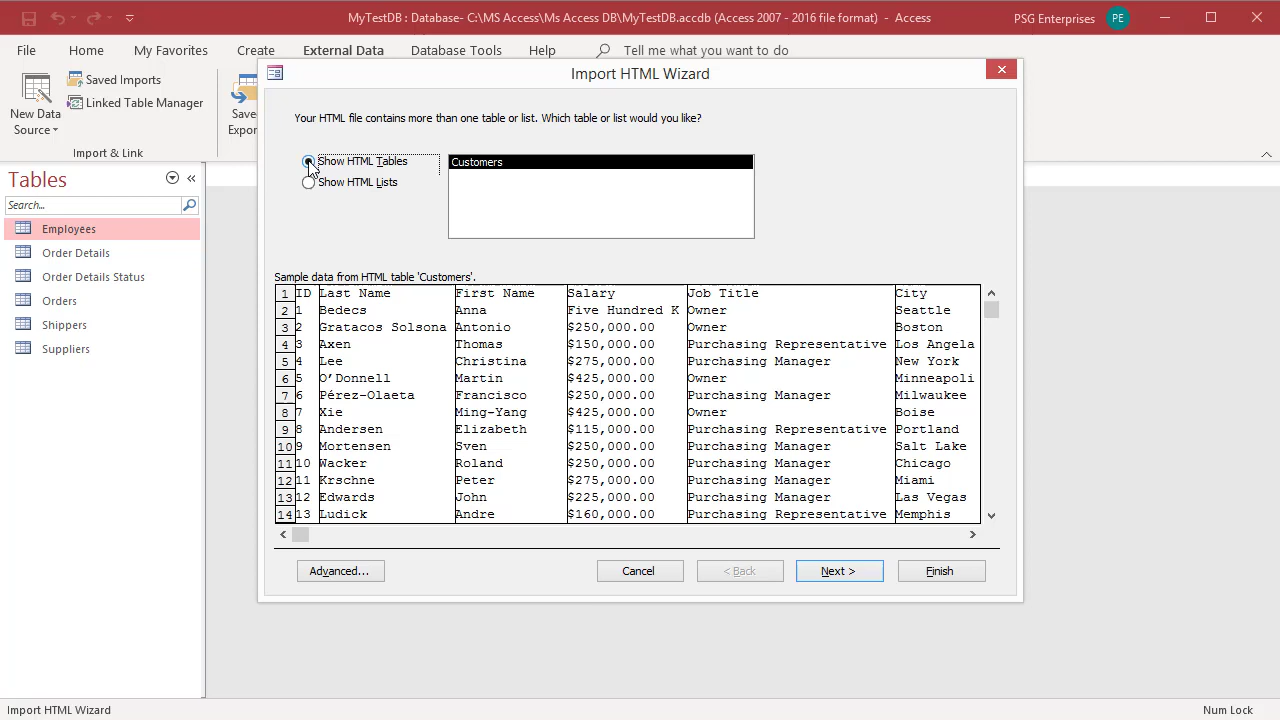 MyTestDB : Database- C:\MS Access\Ms Access DB\MyTestDB.accdb (Access 2007 - 2016 file format) - Access
PSG Enterprises
PE
File
Home
My Favorites
Create
External Data
Database Tools
Help
Tell me what you want to do
New Data
Source
Saved Imports
Linked Table Manager
Import & Link
Save
Expor
Tables
Search...
Employees
Order Details
Order Details Status
Orders
Shippers
Suppliers
Import HTML Wizard
Your HTML file contains more than one table or list. Which table or list would you like?
Show HTML Tables
Show HTML Lists
Customers
Sample data from HTML table 'Customers'.
1 ID Last Name First Name Salary Job Title City
2 1 Bedecs Anna Five Hundred K Owner Seattle
3 2 Gratacos Solsona Antonio $250,000.00 Owner Boston
4 3 Axen Thomas $150,000.00 Purchasing Representative Los Angela
5 4 Lee Christina $275,000.00 Purchasing Manager New York
6 5 O’Donnell Martin $425,000.00 Owner Minneapoli
7 6 Pérez-Olaeta Francisco $250,000.00 Purchasing Manager Milwaukee
8 7 Xie Ming-Yang $425,000.00 Owner Boise
9 8 Andersen Elizabeth $115,000.00 Purchasing Representative Portland
10 9 Mortensen Sven $250,000.00 Purchasing Manager Salt Lake
11 10 Wacker Roland $250,000.00 Purchasing Manager Chicago
12 11 Krschne Peter $275,000.00 Purchasing Manager Miami
13 12 Edwards John $225,000.00 Purchasing Manager Las Vegas
14 13 Ludick Andre $160,000.00 Purchasing Representative Memphis
Advanced...
Cancel
< Back
Next >
Finish
Import HTML Wizard
Num Lock